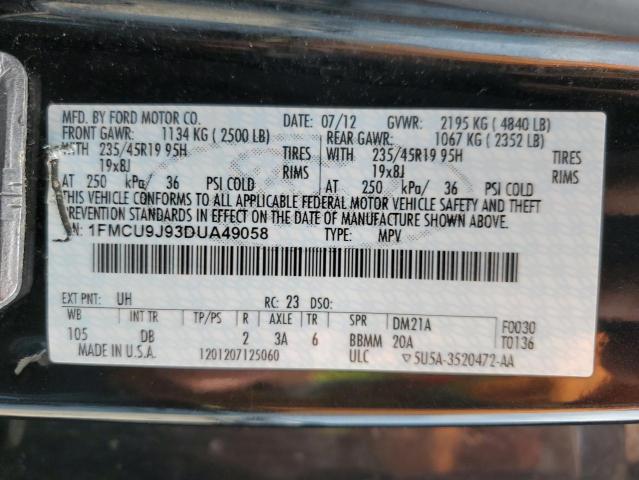 MFD. BY FORD MOTOR CO. DATE: 07/12 GVWR: 2195 KG ( 4840 LB)
FRONT GAWR: 1134 KG ( 2500 LB) REAR GAWR: 1067 KG ( 2352 LB)
235/45R19 95H TIRES WITH 235/45R19 95H TIRES
19x8J RIMS 19x8J RIMS
AT 250 kPa/ 36 PSI COLD AT 250 kPa/ 36 PSI COLD
THIS VEHICLE CONFORMS TO ALL APPLICABLE FEDERAL MOTOR VEHICLE SAFETY AND THEFT
PREVENTION STANDARDS IN EFFECT ON THE DATE OF MANUFACTURE SHOWN ABOVE.
1FMCU9J93DUA49058 TYPE: MPV
EXT PNT: UH RC: 23 DSO:
WB INT TR TP/PS R AXLE TR SPR DM21A F0030
105 DB 2 3A 6 BBMM 20A T0136
MADE IN U.S.A. 1201207125060 ULC 5U5A-3520472-AA